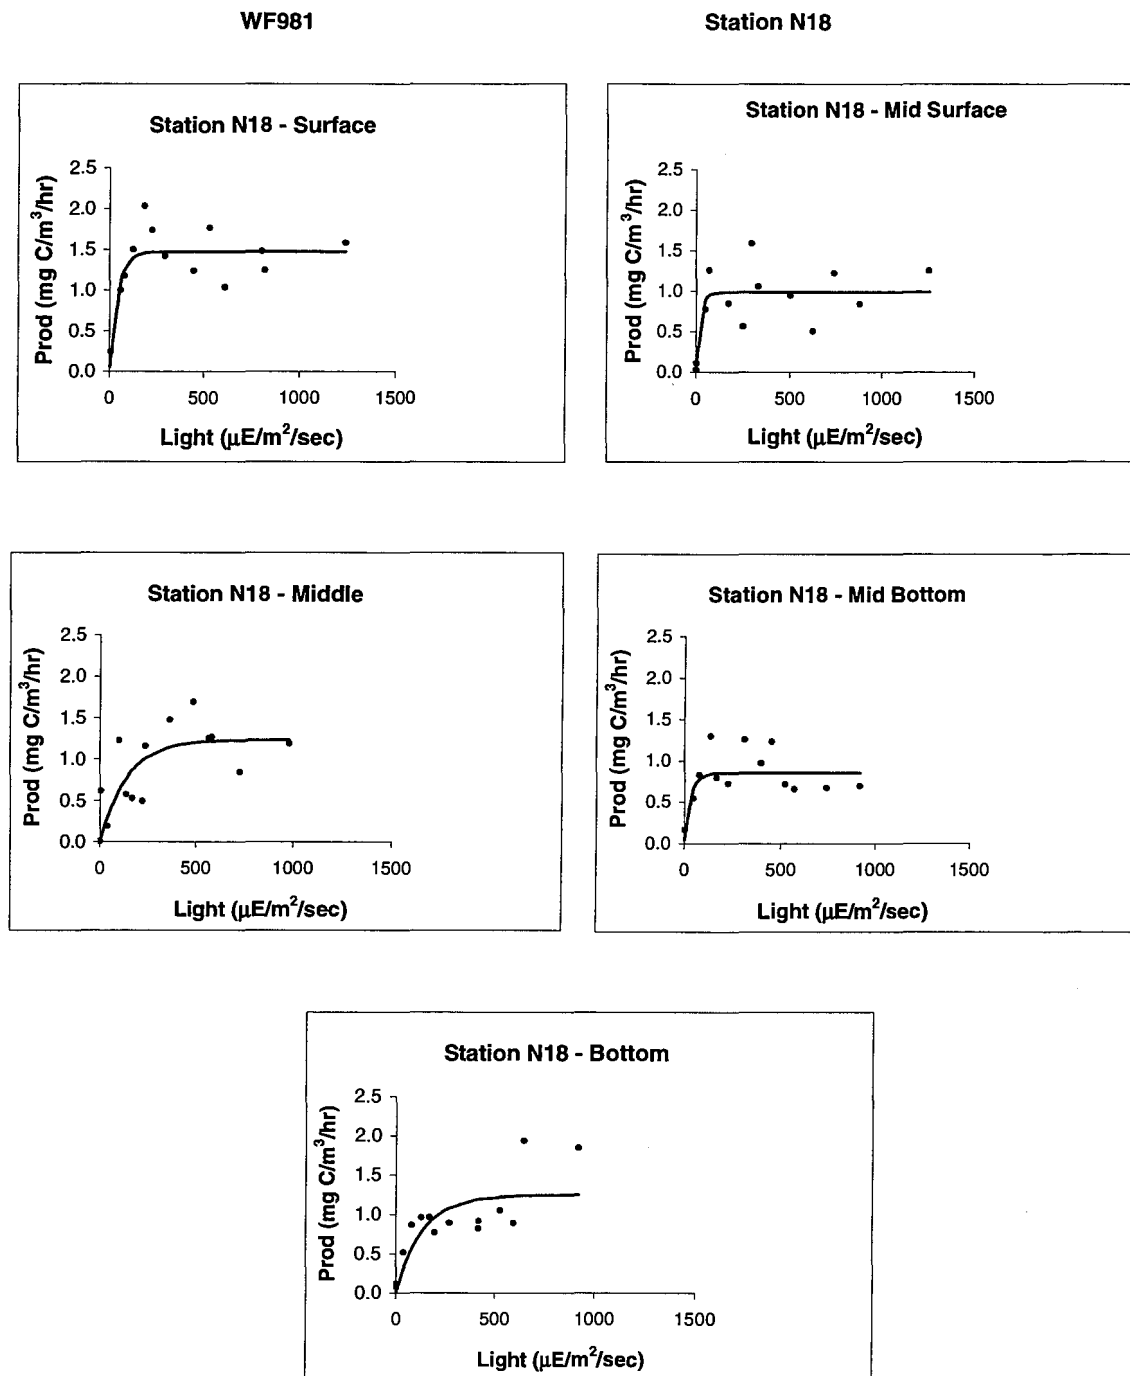 WF981
Station N18
Station N18 - Surface
Prod (mg C/m³/hr)
2.5
2.0
1.5
1.0
0.5
0.0
0 500 1000 1500
Light (µE/m²/sec)
Station N18 - Mid Surface
Prod (mg C/m³/hr)
2.5
2.0
1.5
1.0
0.5
0.0
0 500 1000 1500
Light (µE/m²/sec)
Station N18 - Middle
Prod (mg C/m³/hr)
2.5
2.0
1.5
1.0
0.5
0.0
0 500 1000 1500
Light (µE/m²/sec)
Station N18 - Mid Bottom
Prod (mg C/m³/hr)
2.5
2.0
1.5
1.0
0.5
0.0
0 500 1000 1500
Light (µE/m²/sec)
Station N18 - Bottom
Prod (mg C/m³/hr)
2.5
2.0
1.5
1.0
0.5
0.0
0 500 1000 1500
Light (µE/m²/sec)